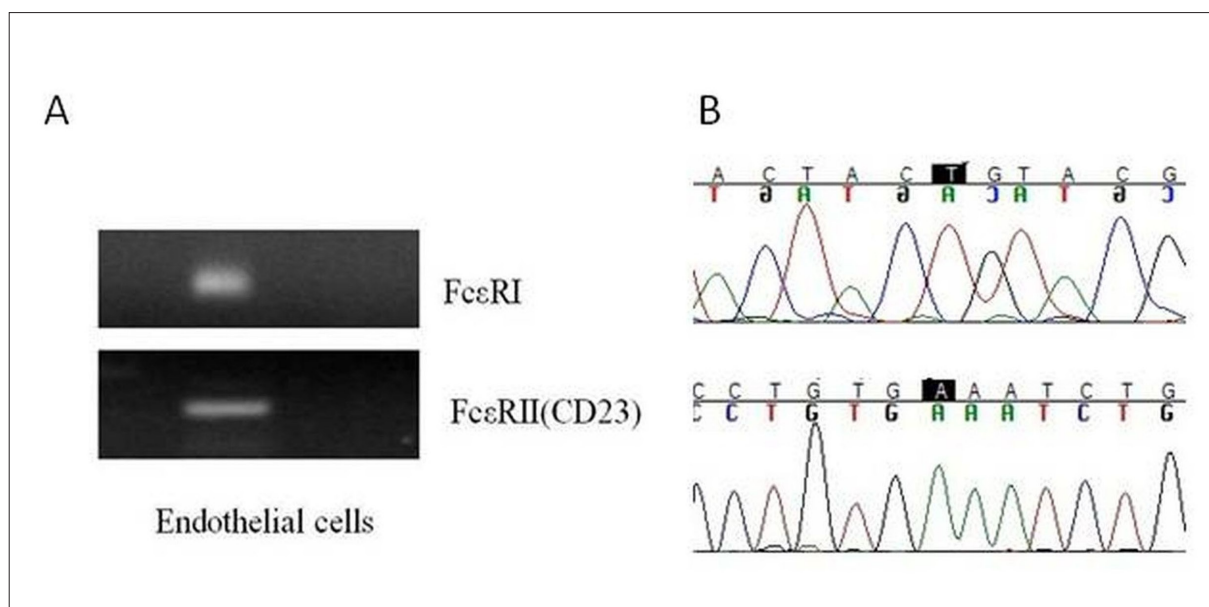 A
FcεRI
FcεRII(CD23)
Endothelial cells
B
A C T A C T G T A C G
T G A T G A C A T G C
C C T G T G A A A T C T G
C C T G T G A A A T C T G